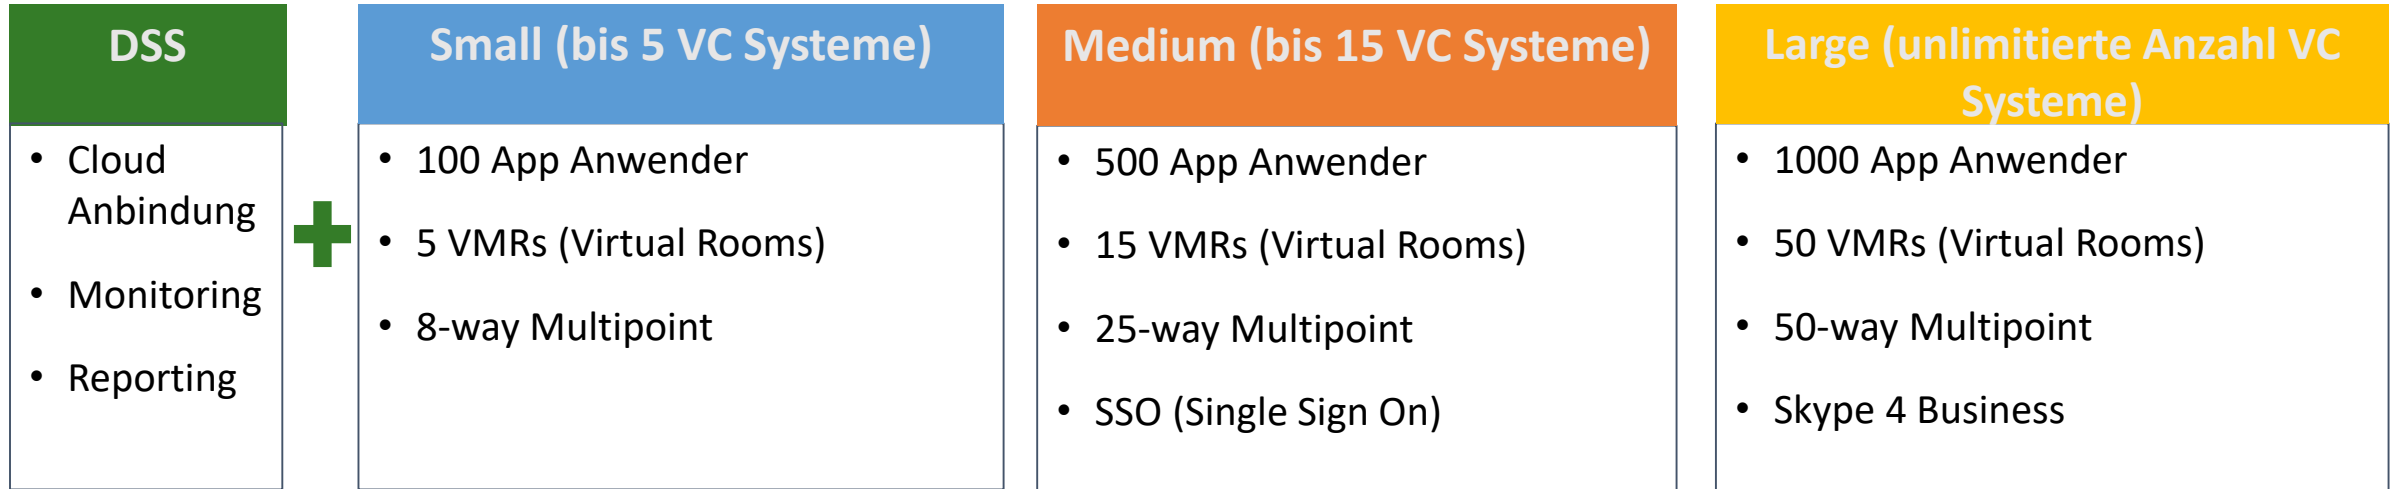 DSS
• Cloud
Anbindung
• Monitoring
• Reporting
Small (bis 5 VC Systeme)
• 100 App Anwender
• 5 VMRs (Virtual Rooms)
• 8-way Multipoint
Medium (bis 15 VC Systeme)
• 500 App Anwender
• 15 VMRs (Virtual Rooms)
• 25-way Multipoint
• SSO (Single Sign On)
Large (unlimitierte Anzahl VC
Systeme)
• 1000 App Anwender
• 50 VMRs (Virtual Rooms)
• 50-way Multipoint
• Skype 4 Business